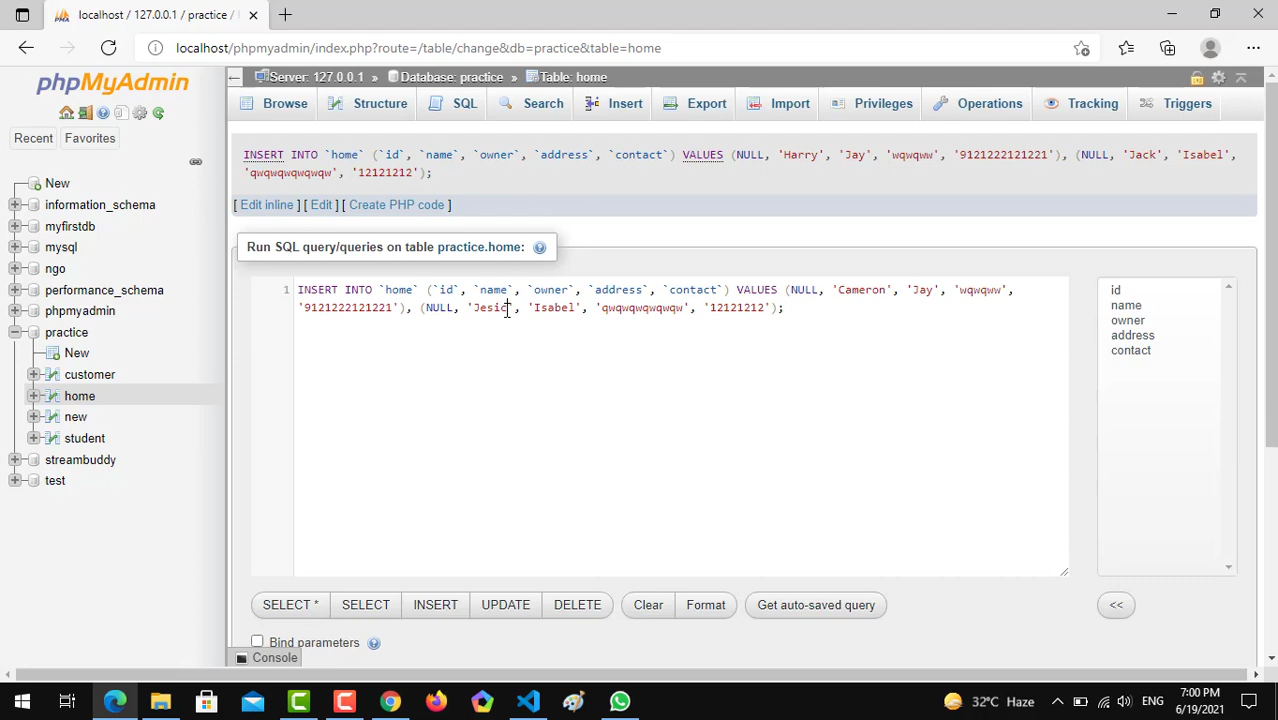 localhost / 127.0.0.1 / practice / 
localhost/phpmyadmin/index.php?route=/table/change&db=practice&table=home
phpMyAdmin
Recent Favorites
New
information_schema
myfirstdb
mysql
ngo
performance_schema
phpmyadmin
practice
New
customer
home
new
student
streambuddy
test
Server: 127.0.0.1 » Database: practice » Table: home
Browse Structure SQL Search Insert Export Import Privileges Operations Tracking Triggers
INSERT INTO `home` (`id`, `name`, `owner`, `address`, `contact`) VALUES (NULL, 'Harry', 'Jay', 'wqwqww', '9121222121221'), (NULL, 'Jack', 'Isabel',
'qwqwqwqwqwqw', '12121212');
[ Edit inline ] [ Edit ] [ Create PHP code ]
Run SQL query/queries on table practice.home:
1 INSERT INTO `home` (`id`, `name`, `owner`, `address`, `contact`) VALUES (NULL, 'Cameron', 'Jay', 'wqwqww',
'9121222121221'), (NULL, 'Jesic', 'Isabel', 'qwqwqwqwqwqw', '12121212');
id
name
owner
address
contact
SELECT * SELECT INSERT UPDATE DELETE Clear Format Get auto-saved query <<
Bind parameters
Console
32°C Haze ENG
7:00 PM
6/19/2021